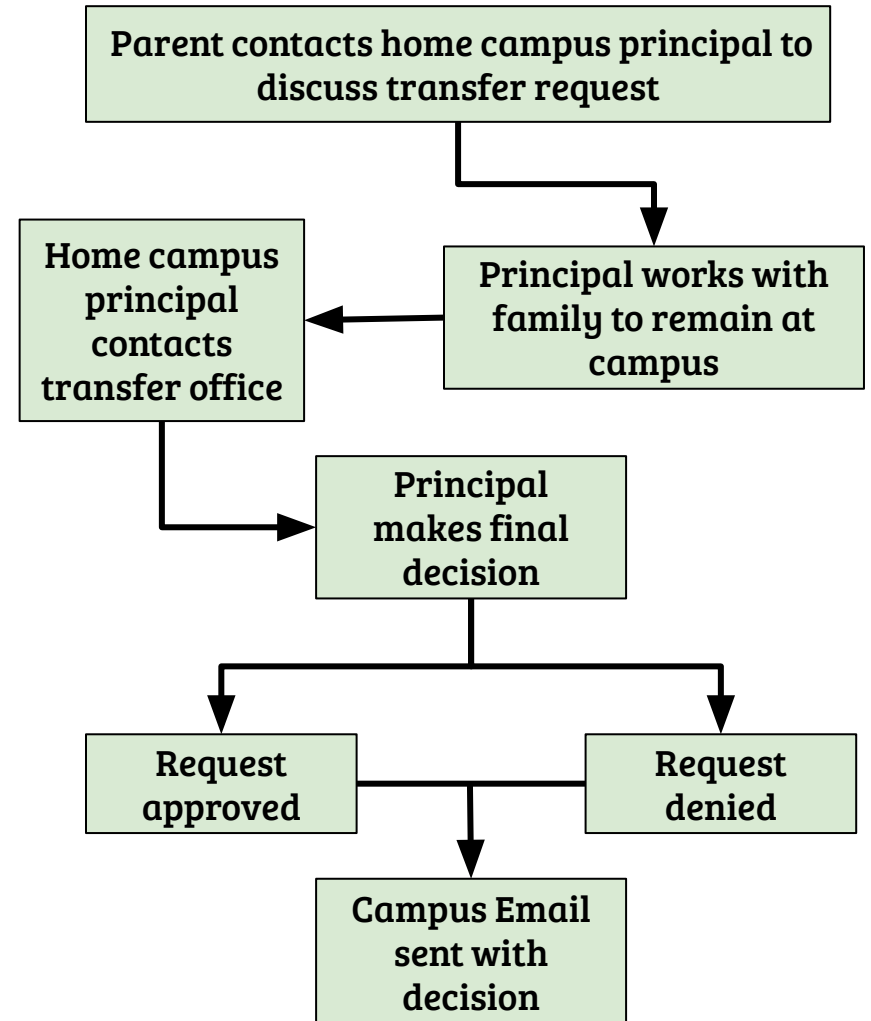 Parent contacts home campus principal to
discuss transfer request
Principal works with
family to remain at
campus
Home campus
principal
contacts
transfer office
Principal
makes final
decision
Request
approved
Request
denied
Campus Email
sent with
decision